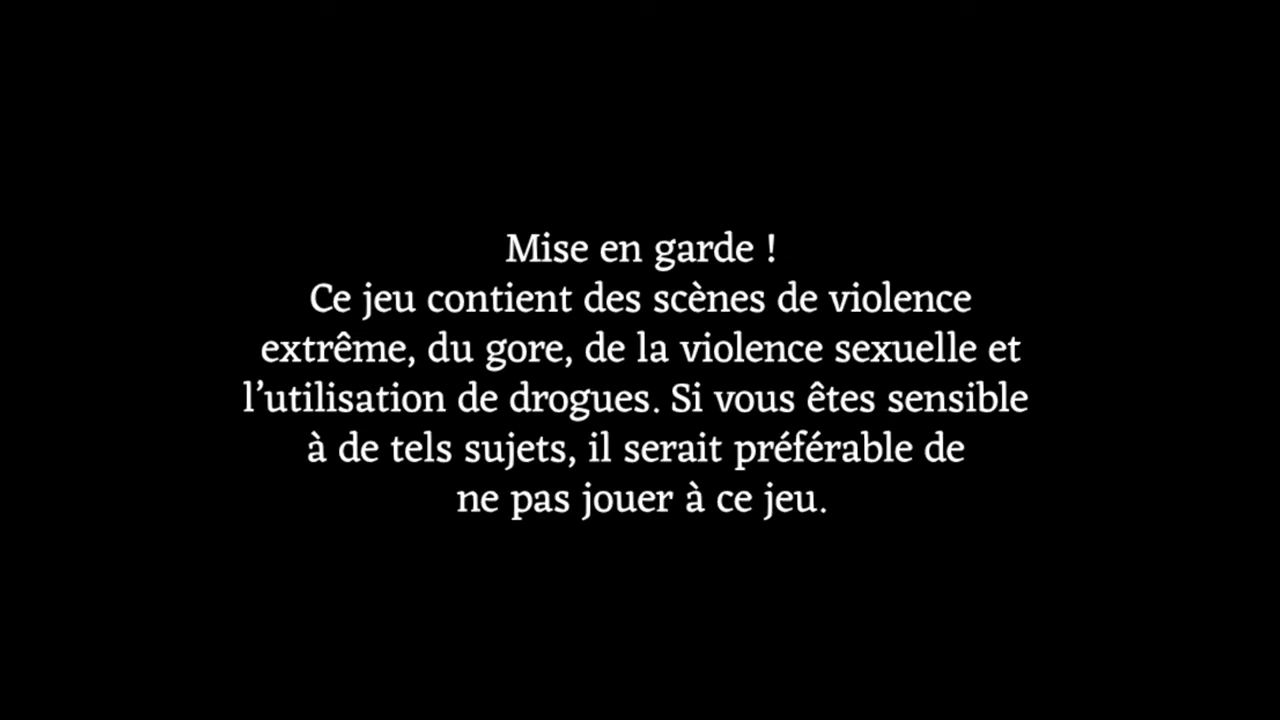 Mise en garde !
Ce jeu contient des scènes de violence
extrême, du gore, de la violence sexuelle et
l’utilisation de drogues. Si vous êtes sensible
à de tels sujets, il serait préférable de
ne pas jouer à ce jeu.